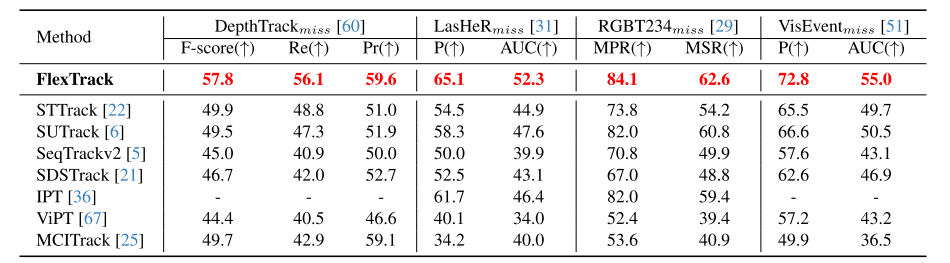 Method DepthTrackmiss [60] LasHeRmiss [31] RGBT234miss [29] VisEventmiss [51]
F-score(↑) Re(↑) Pr(↑) P(↑) AUC(↑) MPR(↑) MSR(↑) P(↑) AUC(↑)
FlexTrack 57.8 56.1 59.6 65.1 52.3 84.1 62.6 72.8 55.0
STTrack [22] 49.9 48.8 51.0 54.5 44.9 73.8 54.2 65.5 49.7
SUTrack [6] 49.5 47.3 51.9 58.3 47.6 82.0 60.8 66.6 50.5
SeqTrackv2 [5] 45.0 40.9 50.0 50.0 39.9 70.8 49.9 57.6 43.1
SDSTrack [21] 46.7 42.0 52.7 52.5 43.1 67.0 48.8 62.6 46.9
IPT [36] - - - 61.7 46.4 82.0 59.4 - -
ViPT [67] 44.4 40.5 46.6 40.1 34.0 52.4 39.4 57.2 43.2
MCITrack [25] 49.7 42.9 59.1 34.2 40.0 53.6 40.9 49.9 36.5